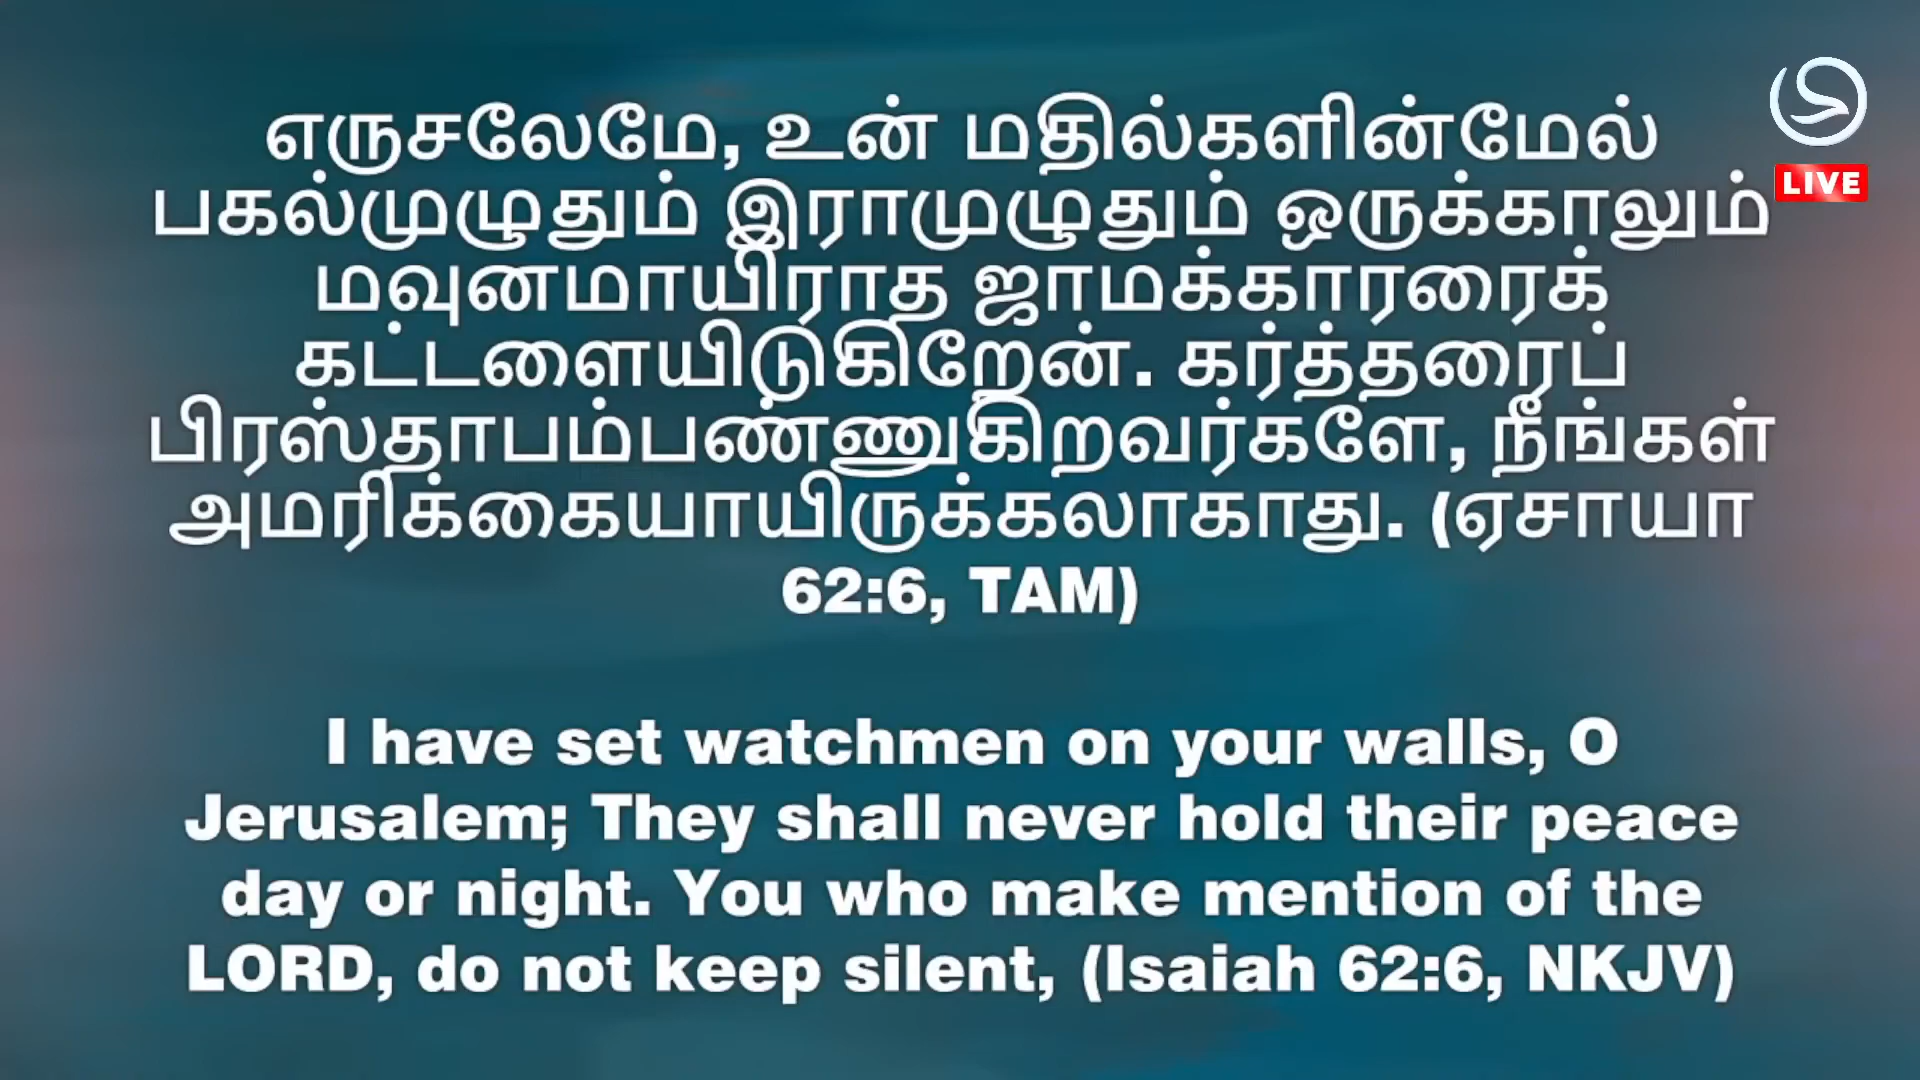 LIVE
எருசலேமே, உன் மதில்களின்மேல்
பகல்முழுதும் இராமுழுதும் ஒருக்காலும்
மவுனமாயிராத ஜாமக்காரரைக்
கட்டளையிடுகிறேன். கர்த்தரைப்
பிரஸ்தாபம்பண்ணுகிறவர்களே, நீங்கள்
அமரிக்கையாயிருக்கலாகாது. (ஏசாயா
62:6, TAM)
I have set watchmen on your walls, O
Jerusalem; They shall never hold their peace
day or night. You who make mention of the
LORD, do not keep silent, (Isaiah 62:6, NKJV)